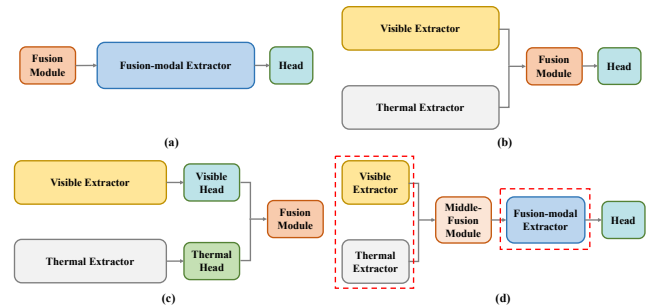 Fusion
Module
Fusion-modal Extractor
Head
(a)
Visible Extractor
Thermal Extractor
Fusion
Module
Head
(b)
Visible Extractor
Visible
Head
Thermal Extractor
Thermal
Head
Fusion
Module
(c)
Visible
Extractor
Thermal
Extractor
Middle-
Fusion
Module
Fusion-modal
Extractor
Head
(d)